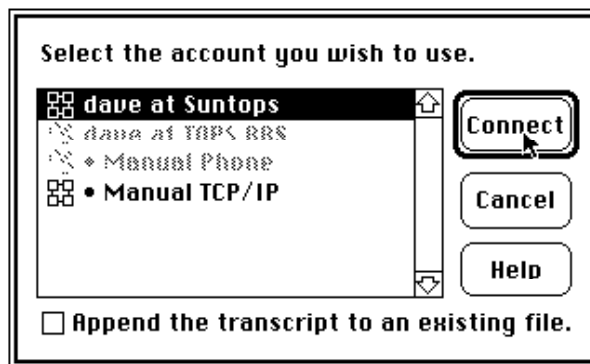 Select the account you wish to use.
dave at Suntops
dave at TOPS BBS
• Manual Phone
• Manual TCP/IP
Connect
Cancel
Help
Append the transcript to an existing file.